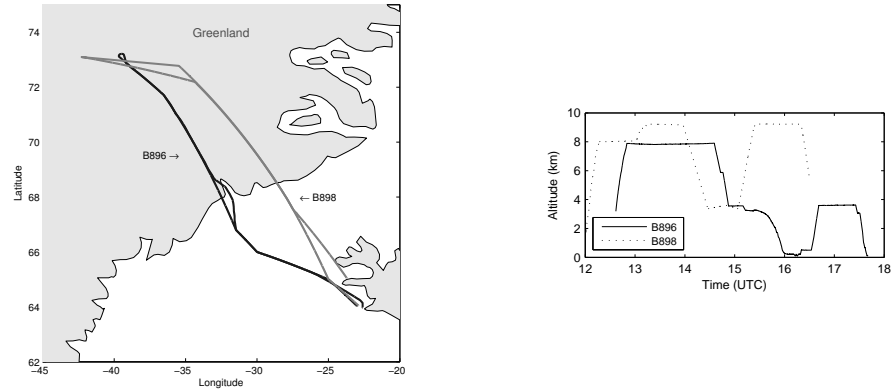 74
72
70
68
66
64
62
Latitude
Greenland
B896 →
← B898
−45
−40
−35
−30
−25
−20
Longitude
10
8
6
4
2
0
Altitude (km)
B896
B898
12
13
14
15
16
17
18
Time (UTC)